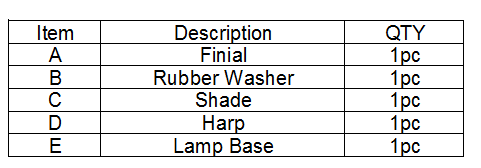 Item Description QTY
A Finial 1pc
B Rubber Washer 1pc
C Shade 1pc
D Harp 1pc
E Lamp Base 1pc